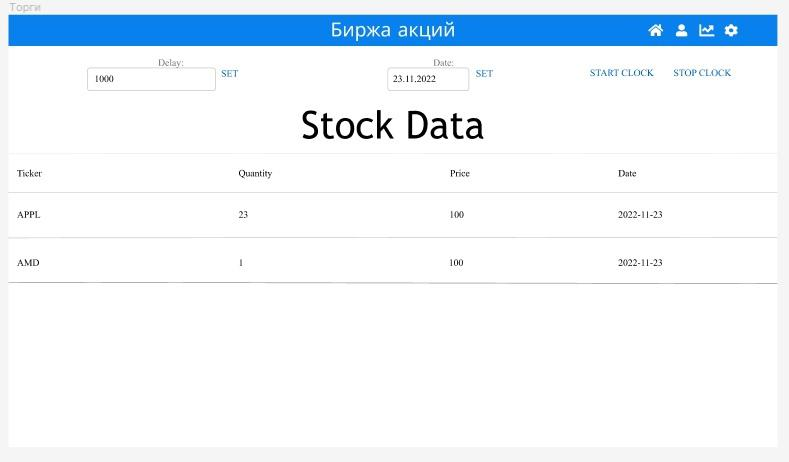 Торги
Биржа акций
Delay:
1000
SET
Date:
23.11.2022
SET
START CLOCK
STOP CLOCK
Stock Data
Ticker Quantity Price Date
APPL 23 100 2022-11-23
AMD 1 100 2022-11-23